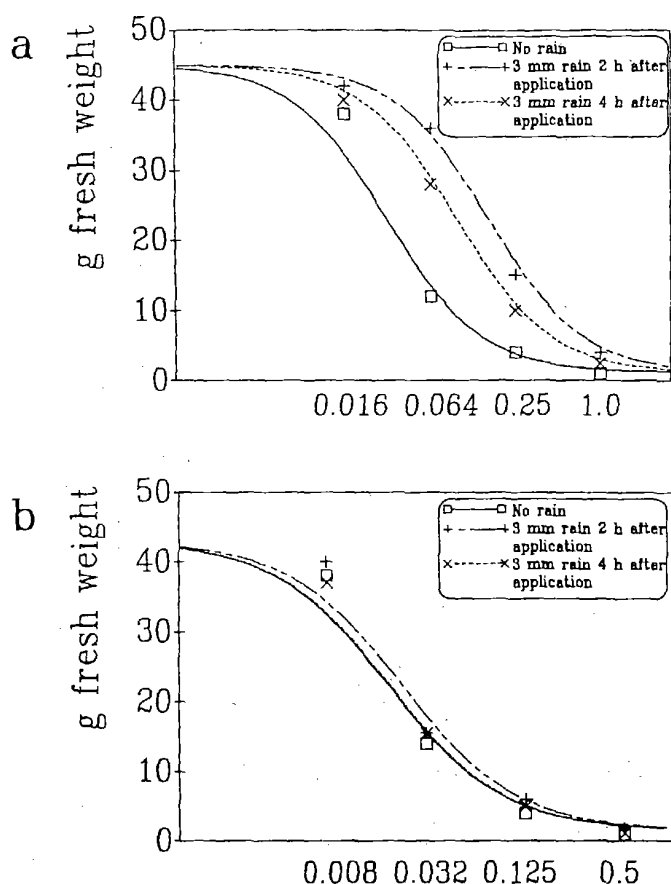 a
g fresh weight
50
40
30
20
10
0
No rain
3 mm rain 2 h after
application
3 mm rain 4 h after
application
0.016 0.064 0.25 1.0
b
g fresh weight
50
40
30
20
10
0
No rain
3 mm rain 2 h after
application
3 mm rain 4 h after
application
0.008 0.032 0.125 0.5